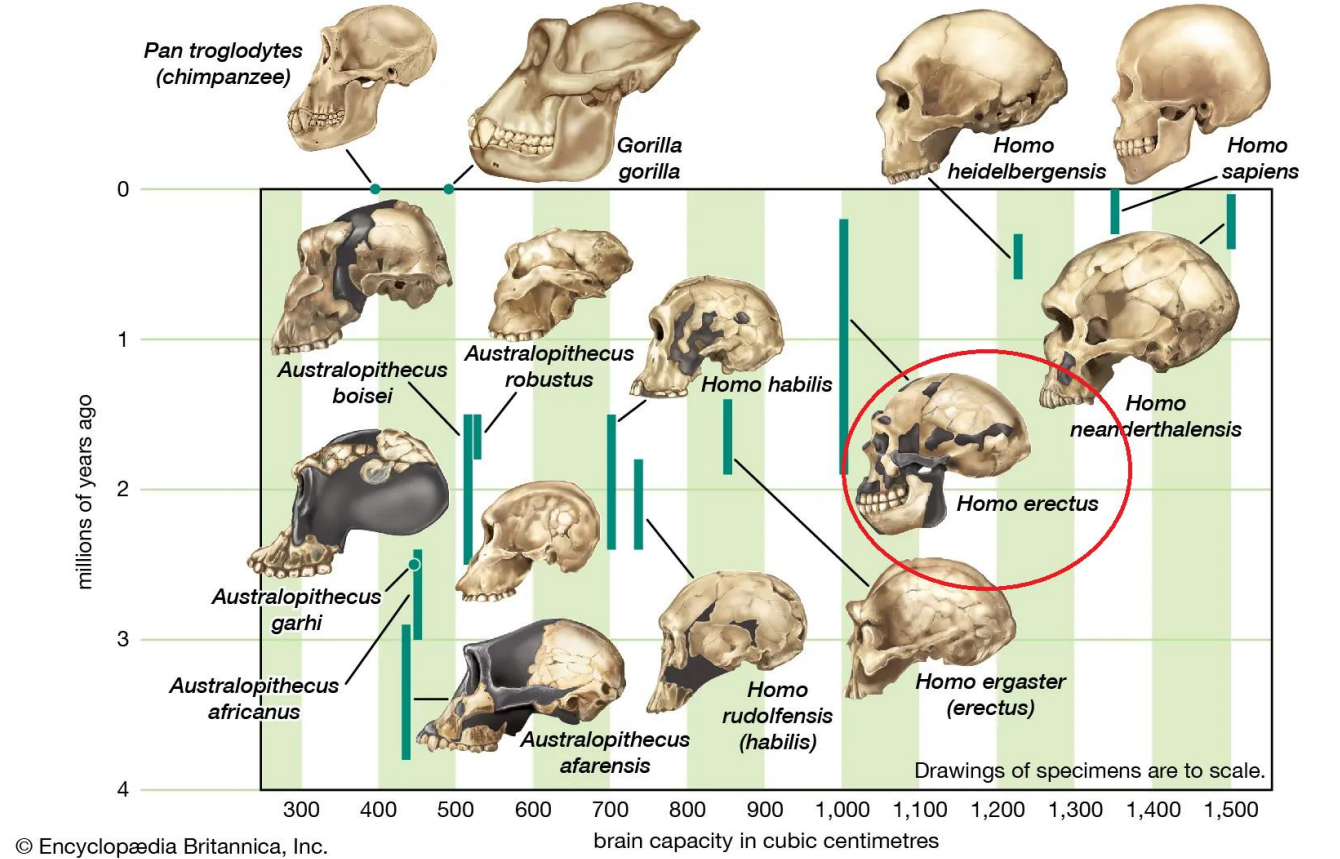 Pan troglodytes
(chimpanzee)
Gorilla
gorilla
Homo
heidelbergensis
Homo
sapiens
0
Australopithecus
boisei
Australopithecus
robustus
Homo habilis
1
Homo
neanderthalensis
Homo erectus
2
millions of years ago
Australopithecus
garhi
3
Australopithecus
africanus
Australopithecus
afarensis
Homo
rudolfensis
(habilis)
Homo ergaster
(erectus)
Drawings of specimens are to scale.
4
300 400 500 600 700 800 900 1,000 1,100 1,200 1,300 1,400 1,500
brain capacity in cubic centimetres
© Encyclopædia Britannica, Inc.